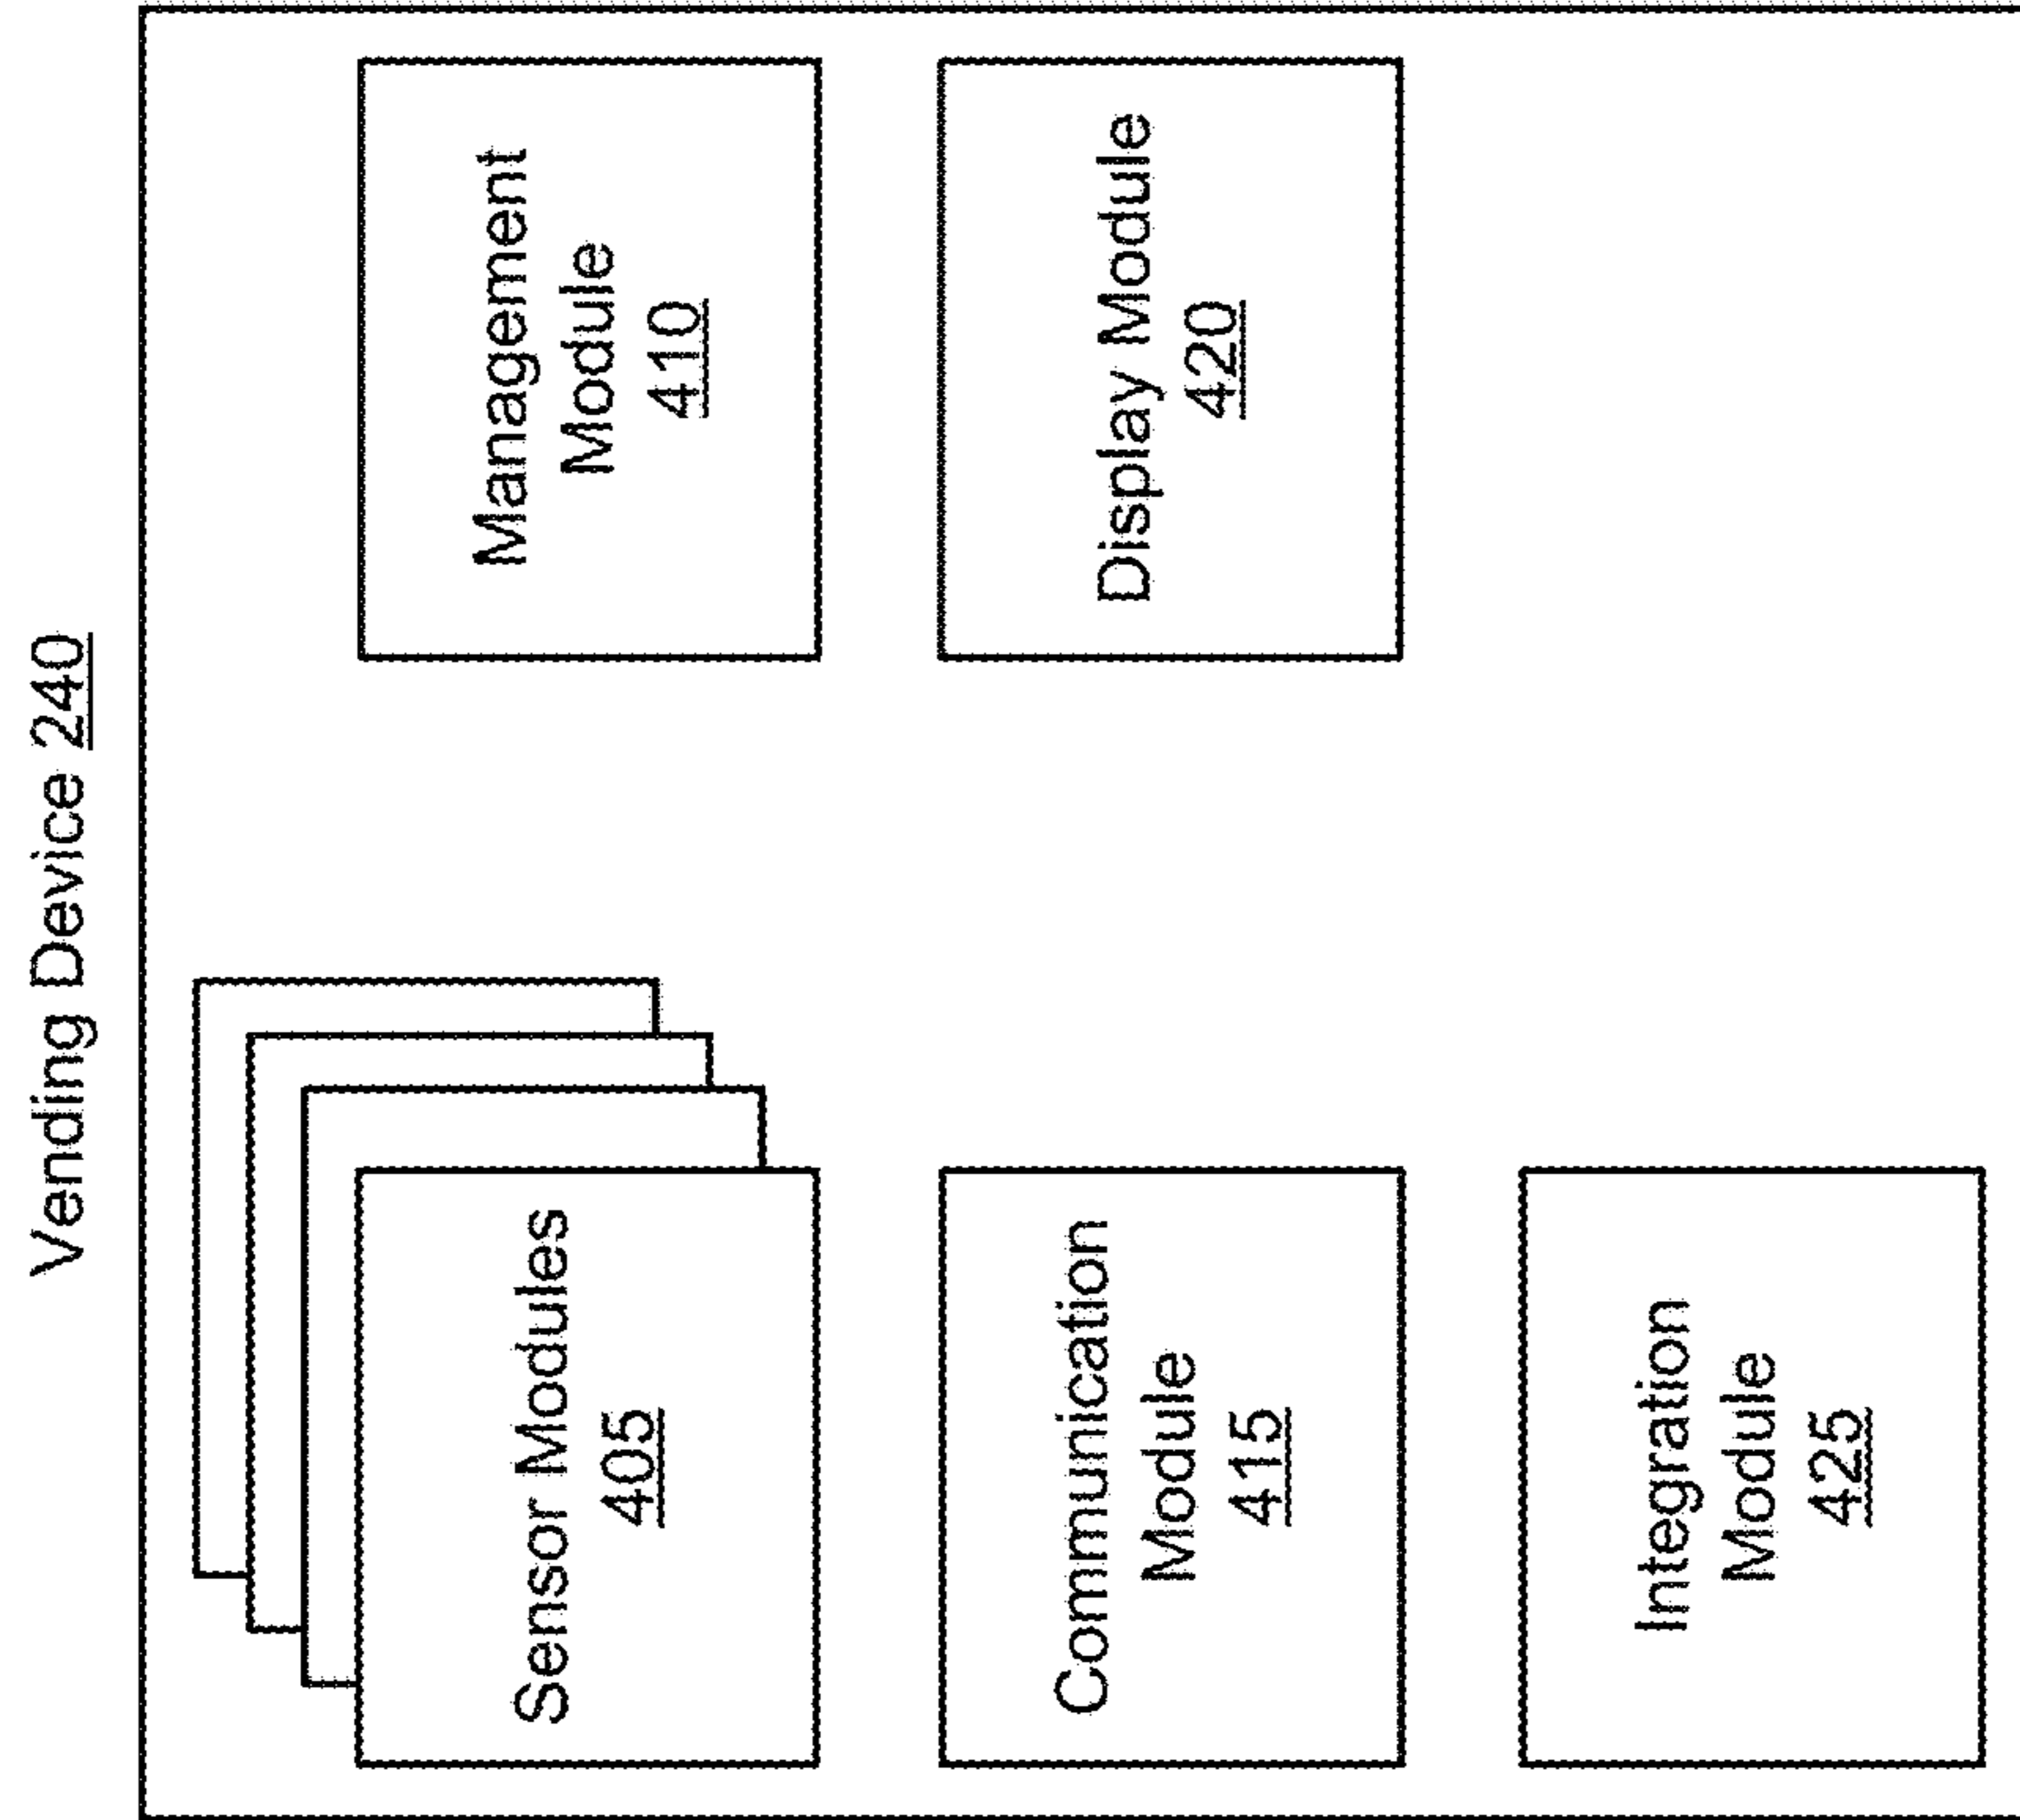 Vending Device 240
Sensor Modules
405
Management
Module
410
Communication
Module
415
Display Module
420
Integration
Module
425